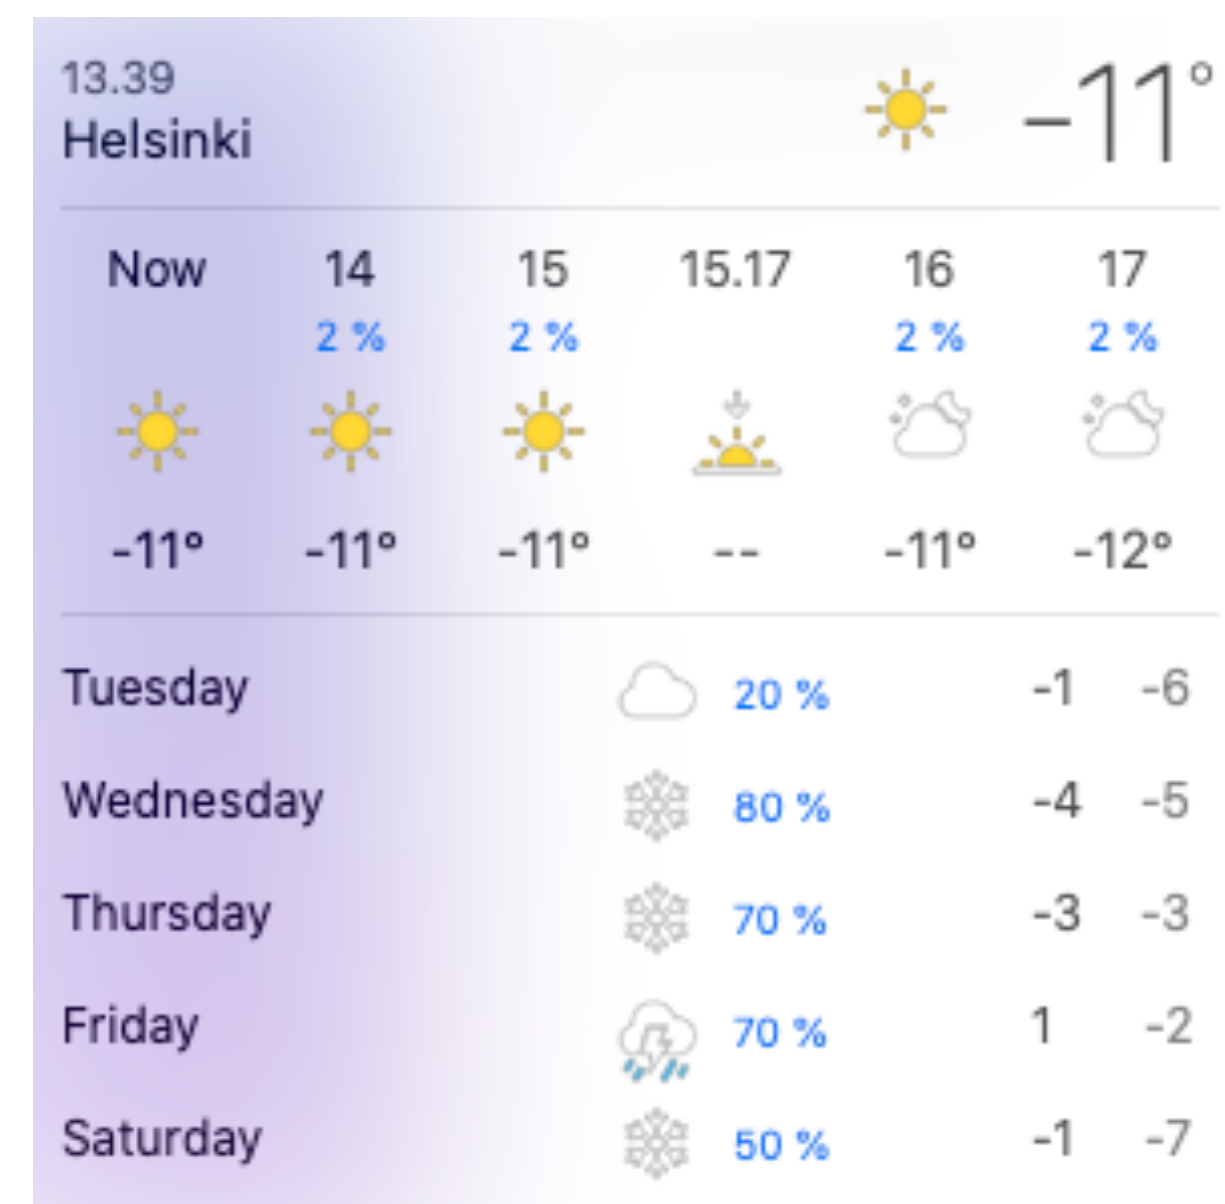 13.39
Helsinki
-11°
Now 14 15 15.17 16 17
2 % 2 % 2 % 2 %
-11° -11° -11° -- -11° -12°
Tuesday 20 % -1 -6
Wednesday 80 % -4 -5
Thursday 70 % -3 -3
Friday 70 % 1 -2
Saturday 50 % -1 -7